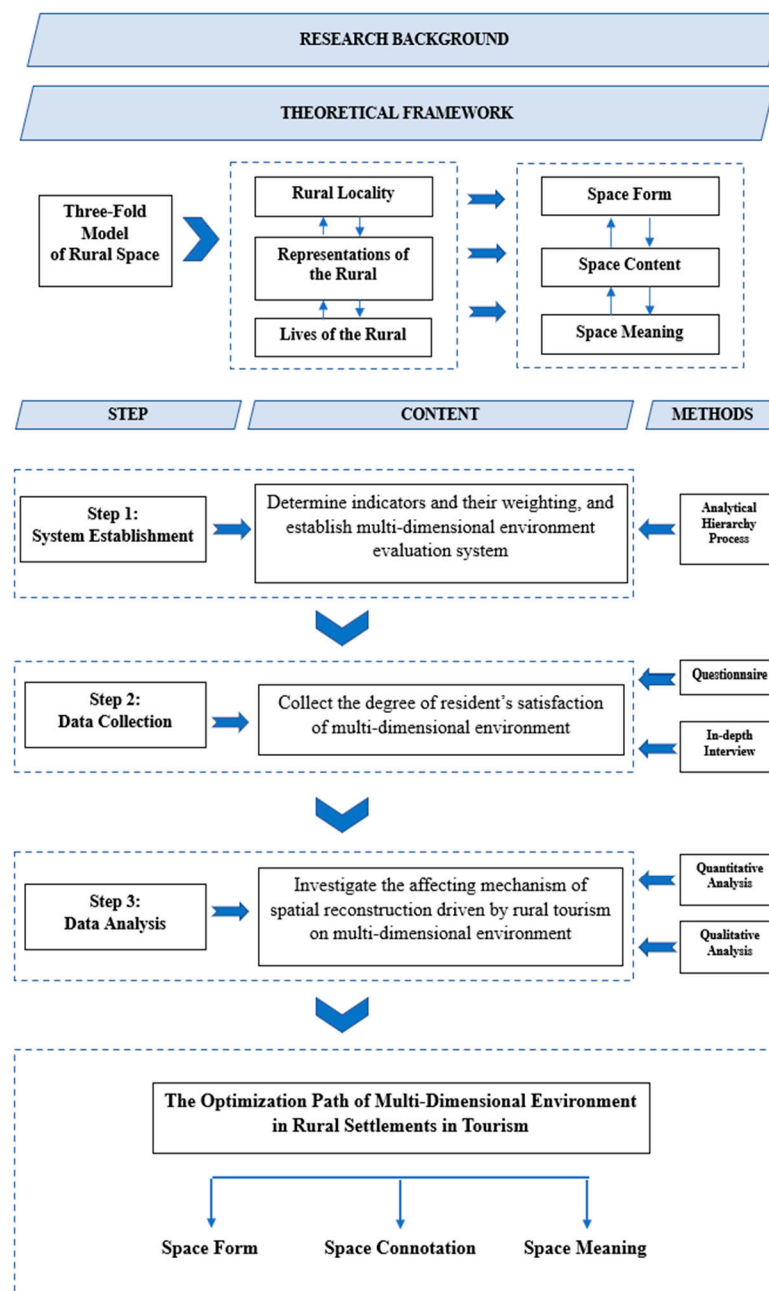 RESEARCH BACKGROUND
THEORETICAL FRAMEWORK
Three-Fold
Model
of Rural Space
Rural Locality
Representations of
the Rural
Lives of the Rural
Space Form
Space Content
Space Meaning
STEP
CONTENT
METHODS
Step 1:
System Establishment
Determine indicators and their weighting, and
establish multi-dimensional environment
evaluation system
Analytical
Hierarchy
Process
Step 2:
Data Collection
Collect the degree of resident’s satisfaction
of multi-dimensional environment
Questionnaire
In-depth
Interview
Step 3:
Data Analysis
Investigate the affecting mechanism of
spatial reconstruction driven by rural tourism
on multi-dimensional environment
Quantitative
Analysis
Qualitative
Analysis
The Optimization Path of Multi-Dimensional Environment
in Rural Settlements in Tourism
Space Form
Space Connotation
Space Meaning